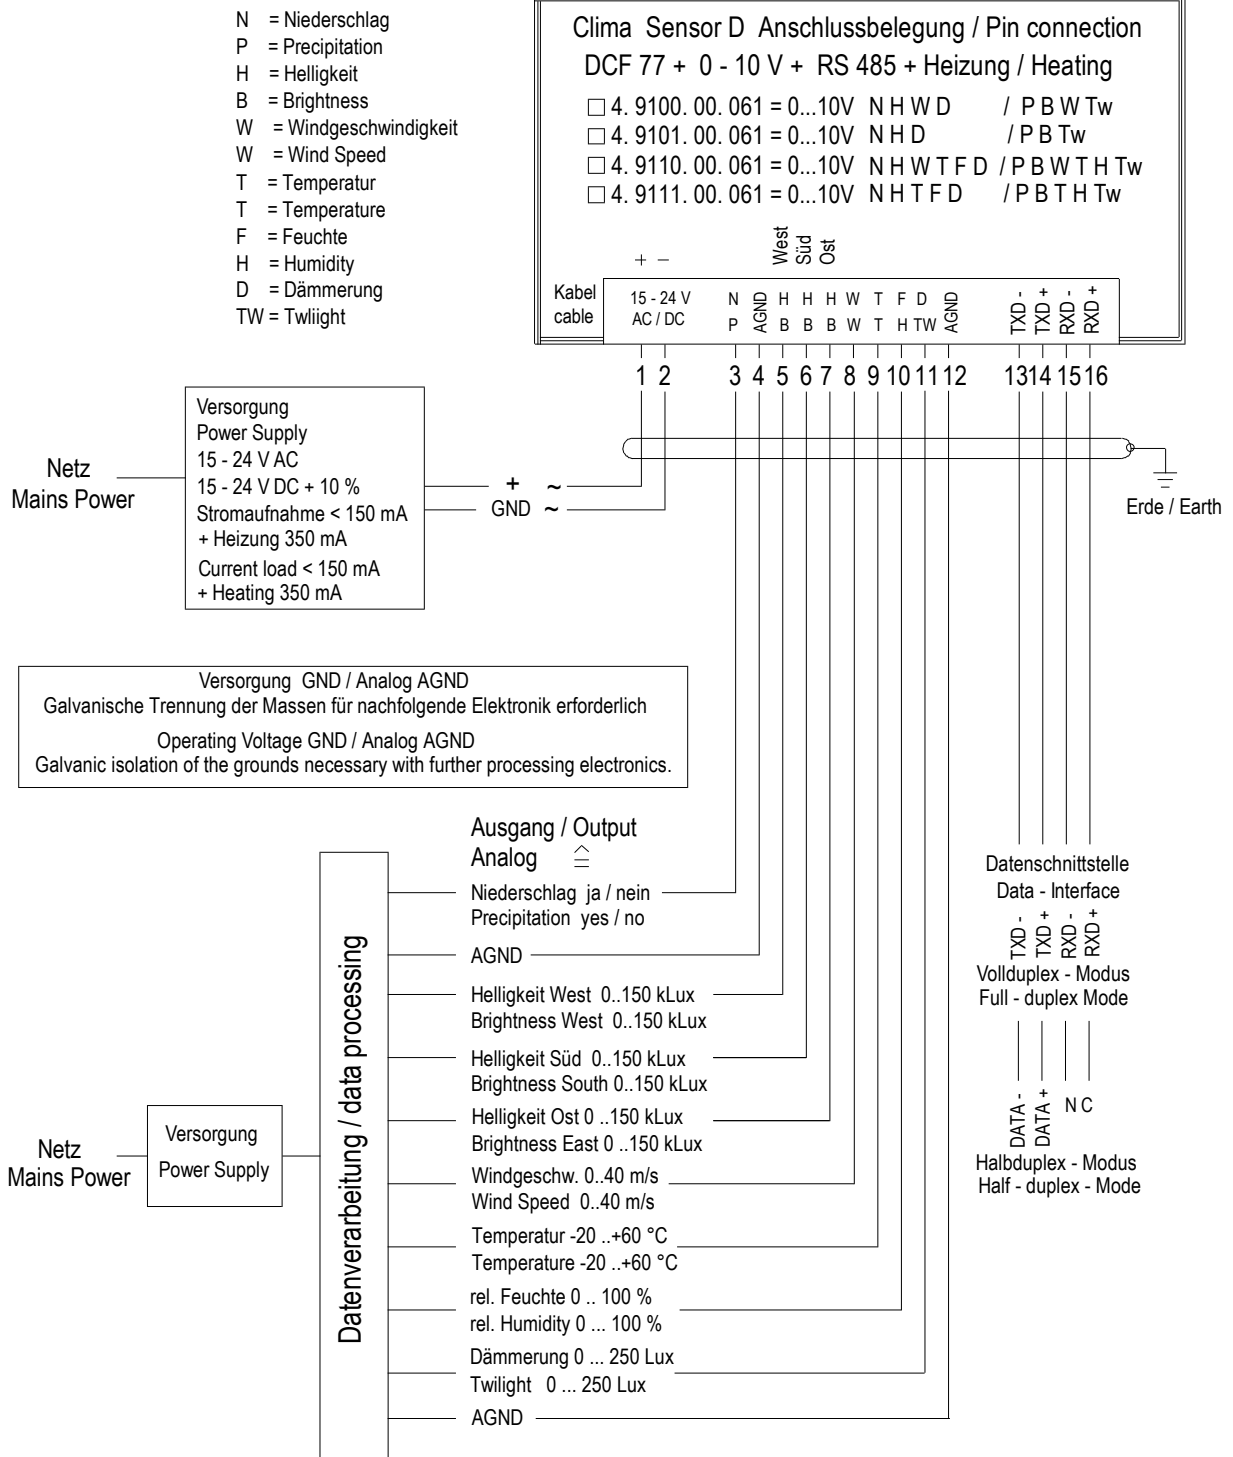 N = Niederschlag
P = Precipitation
H = Helligkeit
B = Brightness
W = Windgeschwindigkeit
W = Wind Speed
T = Temperatur
T = Temperature
F = Feuchte
H = Humidity
D = Dämmerung
TW = Twliight
Clima Sensor D Anschlussbelegung / Pin connection
DCF 77 + 0 - 10 V + RS 485 + Heizung / Heating
4. 9100. 00. 061 = 0...10V N H W D / P B W Tw
4. 9101. 00. 061 = 0...10V N H D / P B Tw
4. 9110. 00. 061 = 0...10V N H W T F D / P B W T H Tw
4. 9111. 00. 061 = 0...10V N H T F D / P B T H Tw
West
Süd
Ost
+ −
Kabel
cable
15 - 24 V
AC / DC
N AGND H H H W T F D AGND TXD - TXD + RXD - RXD +
P B B B W T H TW
1 2 3 4 5 6 7 8 9 10 11 12 13 14 15 16
Erde / Earth
Netz
Mains Power
Versorgung
Power Supply
15 - 24 V AC
15 - 24 V DC + 10 %
Stromaufnahme < 150 mA
+ Heizung 350 mA
Current load < 150 mA
+ Heating 350 mA
+ ~
GND ~
Versorgung GND / Analog AGND
Galvanische Trennung der Massen für nachfolgende Elektronik erforderlich
Operating Voltage GND / Analog AGND
Galvanic isolation of the grounds necessary with further processing electronics.
Ausgang / Output
Analog ≙
Niederschlag ja / nein
Precipitation yes / no
AGND
Helligkeit West 0..150 kLux
Brightness West 0..150 kLux
Helligkeit Süd 0..150 kLux
Brightness South 0..150 kLux
Helligkeit Ost 0 ..150 kLux
Brightness East 0 ..150 kLux
Windgeschw. 0..40 m/s
Wind Speed 0..40 m/s
Temperatur -20 ..+60 °C
Temperature -20 ..+60 °C
rel. Feuchte 0 .. 100 %
rel. Humidity 0 ... 100 %
Dämmerung 0 ... 250 Lux
Twilight 0 ... 250 Lux
AGND
Datenverarbeitung / data processing
Versorgung
Power Supply
Netz
Mains Power
Datenschnittstelle
Data - Interface
TXD - TXD + RXD - RXD +
Vollduplex - Modus
Full - duplex Mode
DATA - DATA + N C
Halbduplex - Modus
Half - duplex - Mode